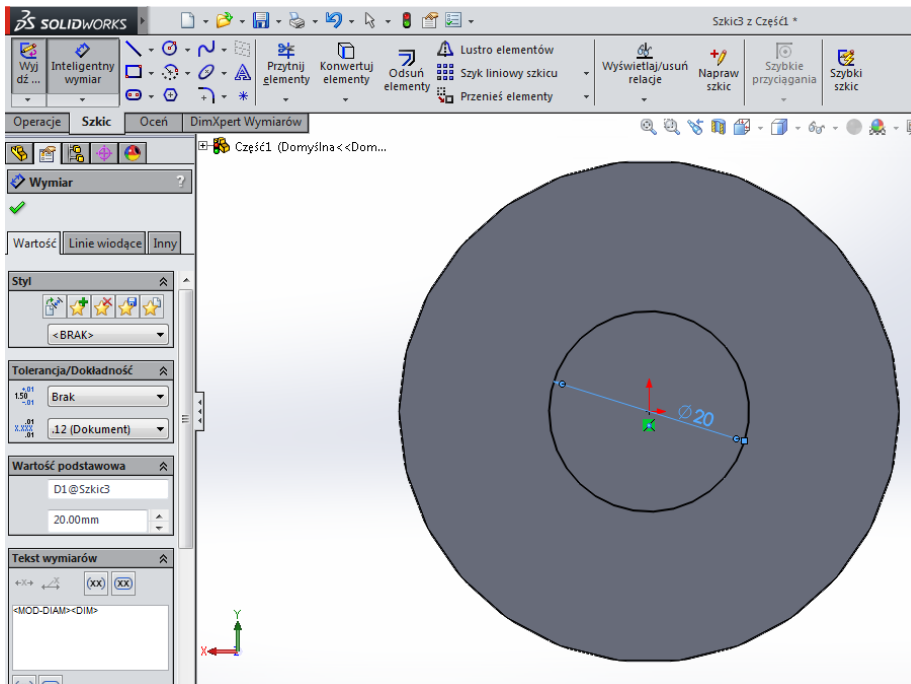 SOLIDWORKS
Szkic3 z Część1 *
Wyj
dź ...
Inteligentny
wymiar
Przytnij
elementy
Konwertuj
elementy
Odsuń
elementy
Lustro elementów
Szyk liniowy szkicu
Przenieś elementy
Wyświetlaj/usuń
relacje
Napraw
szkic
Szybkie
przyciągania
Szybki
szkic
Operacje Szkic Oceń DimXpert Wymiarów
Część1 (Domyślna<<Dom...
Wymiar ?
Wartość Linie wiodące Inny
Styl
<BRAK>
Tolerancja/Dokładność
Brak
.12 (Dokument)
Wartość podstawowa
D1@Szkic3
20.00mm
Tekst wymiarów
(xx) (xx)
<MOD-DIAM><DIM>
∅20
Y
X